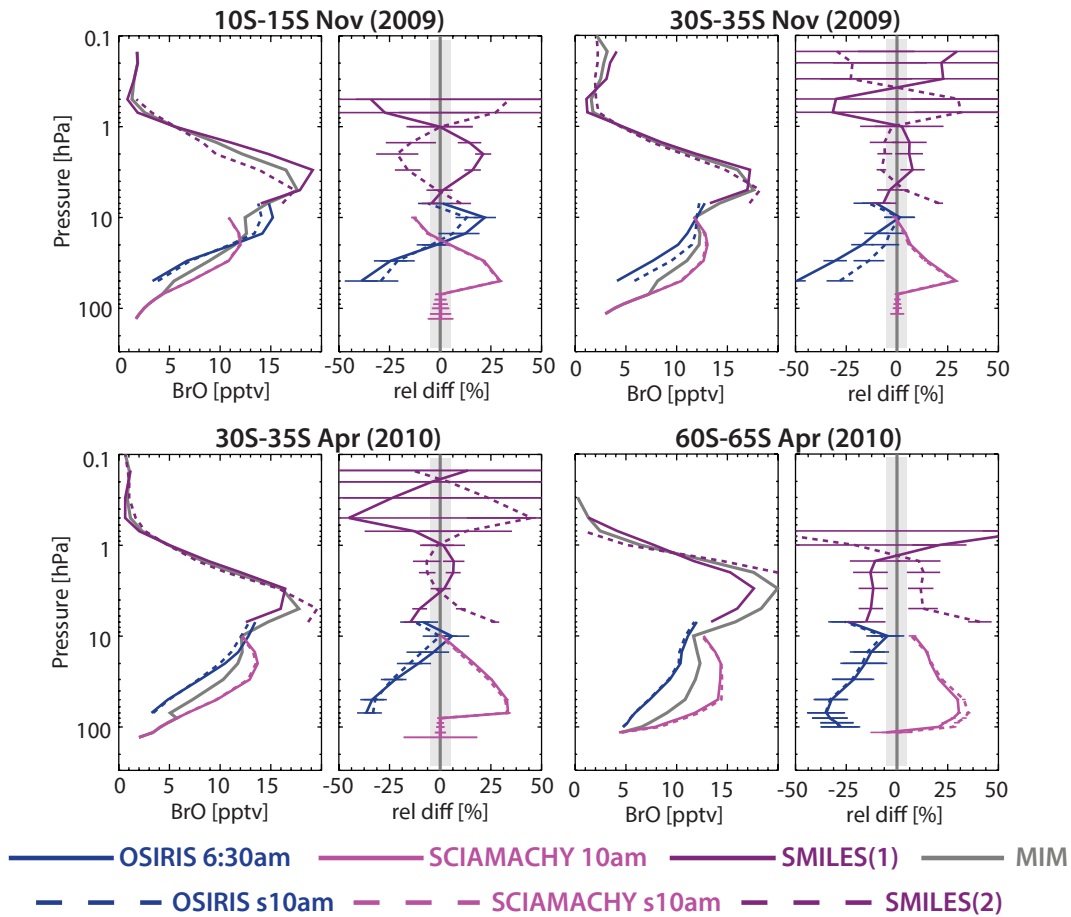 10S-15S Nov (2009)
30S-35S Nov (2009)
Pressure [hPa]
0.1
1
10
100
0 5 10 15
BrO [pptv]
-50 -25 0 25 50
rel diff [%]
0 5 10 15
BrO [pptv]
-50 -25 0 25 50
rel diff [%]
30S-35S Apr (2010)
60S-65S Apr (2010)
Pressure [hPa]
0.1
1
10
100
0 5 10 15
BrO [pptv]
-50 -25 0 25 50
rel diff [%]
0 5 10 15
BrO [pptv]
-50 -25 0 25 50
rel diff [%]
OSIRIS 6:30am SCIAMACHY 10am SMILES(1) MIM
OSIRIS s10am SCIAMACHY s10am SMILES(2)